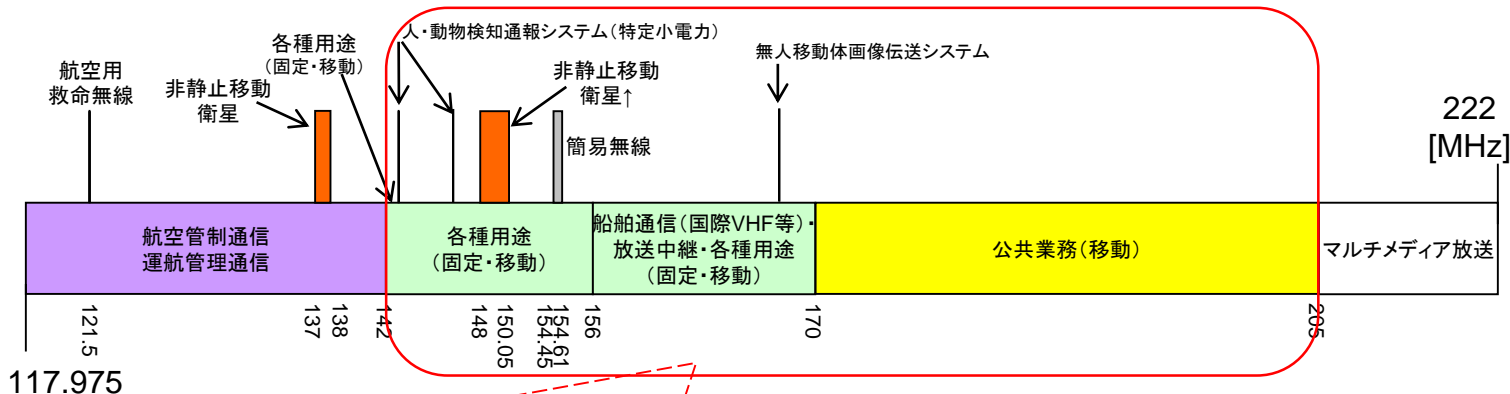 人・動物検知通報システム(特定小電力)
各種用途
(固定・移動)
無人移動体画像伝送システム
航空用
救命無線
非静止移動
衛星
非静止移動
衛星↑
簡易無線
222
[MHz]
航空管制通信
運航管理通信
各種用途
(固定・移動)
船舶通信(国際VHF等)・
放送中継・各種用途
(固定・移動)
公共業務(移動)
マルチメディア放送
121.5
137
138
142
148
150.05
154.45
154.61
156
170
205
117.975